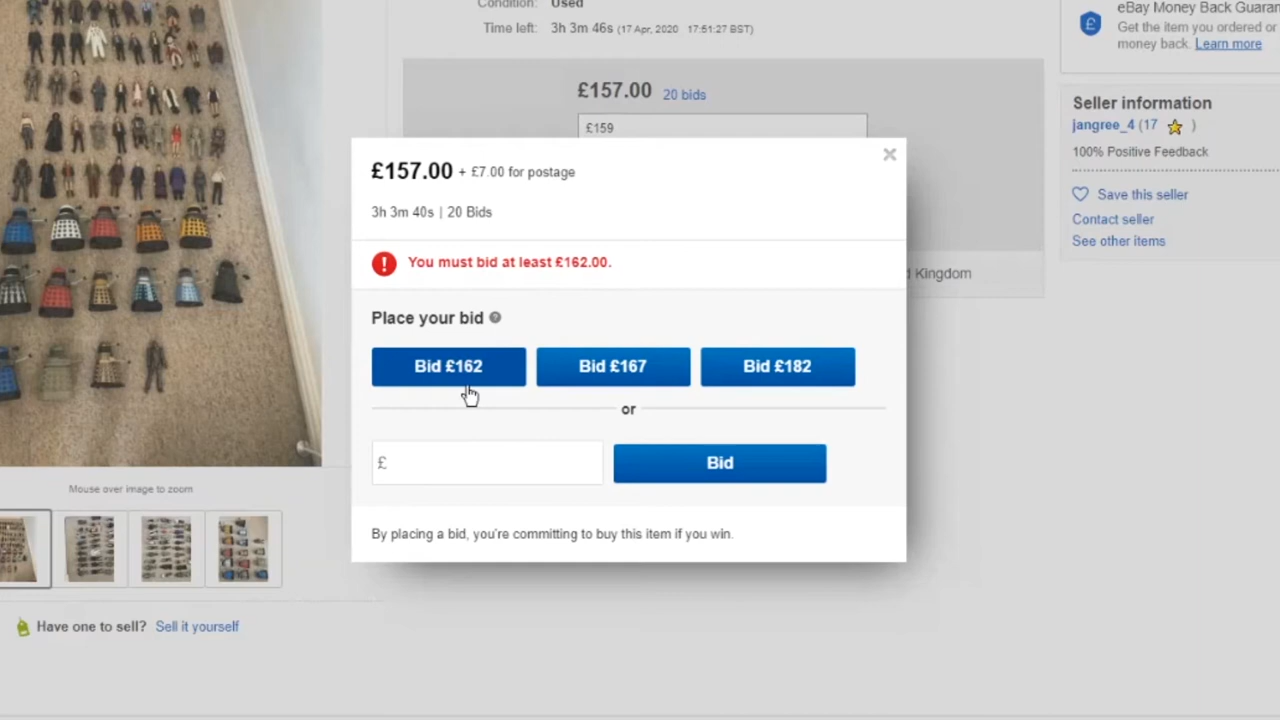 Condition: Used
Time left: 3h 3m 46s (17 Apr, 2020 17:51:27 BST)
£157.00 20 bids
£159
£157.00 + £7.00 for postage
3h 3m 40s | 20 Bids
You must bid at least £162.00.
Place your bid
Bid £162 Bid £167 Bid £182
or
£ Bid
By placing a bid, you're committing to buy this item if you win.
Kingdom
eBay Money Back Guaran
Get the item you ordered or
money back. Learn more
Seller information
jangree_4 (17 )
100% Positive Feedback
Save this seller
Contact seller
See other items
Mouse over image to zoom
Have one to sell? Sell it yourself